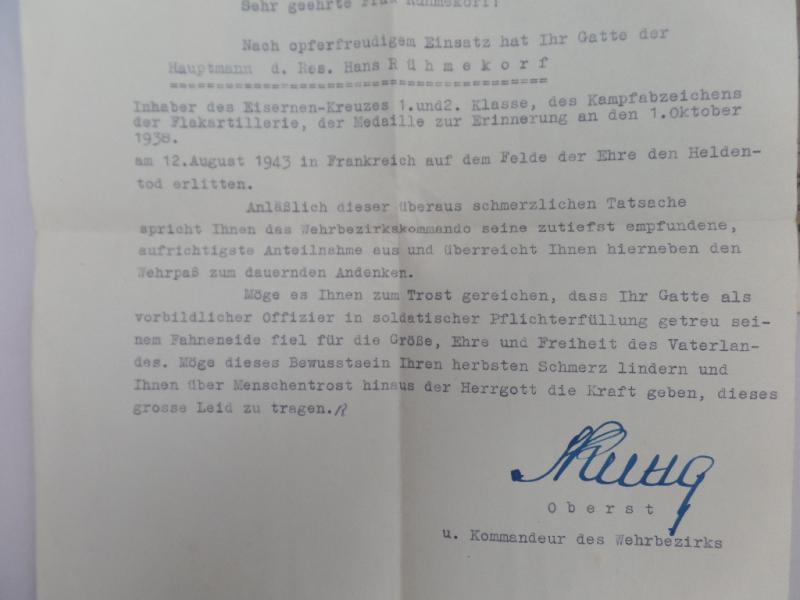 Sehr geehrte Frau Rühmekorf!
Nach opferfreudigem Einsatz hat Ihr Gatte der
Hauptmann d. Res. Hans R ü h m e k o r f
=====================================
Inhaber des Eisernen-Kreuzes 1.und2. Klasse, des Kampfabzeichens
der Flakartillerie, der Medaille zur Erinnerung an den 1.Oktober
1938.
am 12.August 1943 in Frankreich auf dem Felde der Ehre den Helden-
tod erlitten.
Anläßlich dieser überaus schmerzlichen Tatsache
spricht Ihnen das Wehrbezirkskommando seine zutiefst empfundene,
aufrichtigste Anteilnahme aus und überreicht Ihnen hierneben den
Wehrpaß zum dauernden Andenken.
Möge es Ihnen zum Trost gereichen, dass Ihr Gatte als
vorbildlicher Offizier in soldatischer Pflichterfüllung getreu sei-
nem Fahneneide fiel für die Größe, Ehre und Freiheit des Vaterlan-
des. Möge dieses Bewusstsein Ihren herbsten Schmerz lindern und
Ihnen über Menschentrost hinaus der Herrgott die Kraft geben, dieses
grosse Leid zu tragen.
O b e r s t
u. Kommandeur des Wehrbezirks